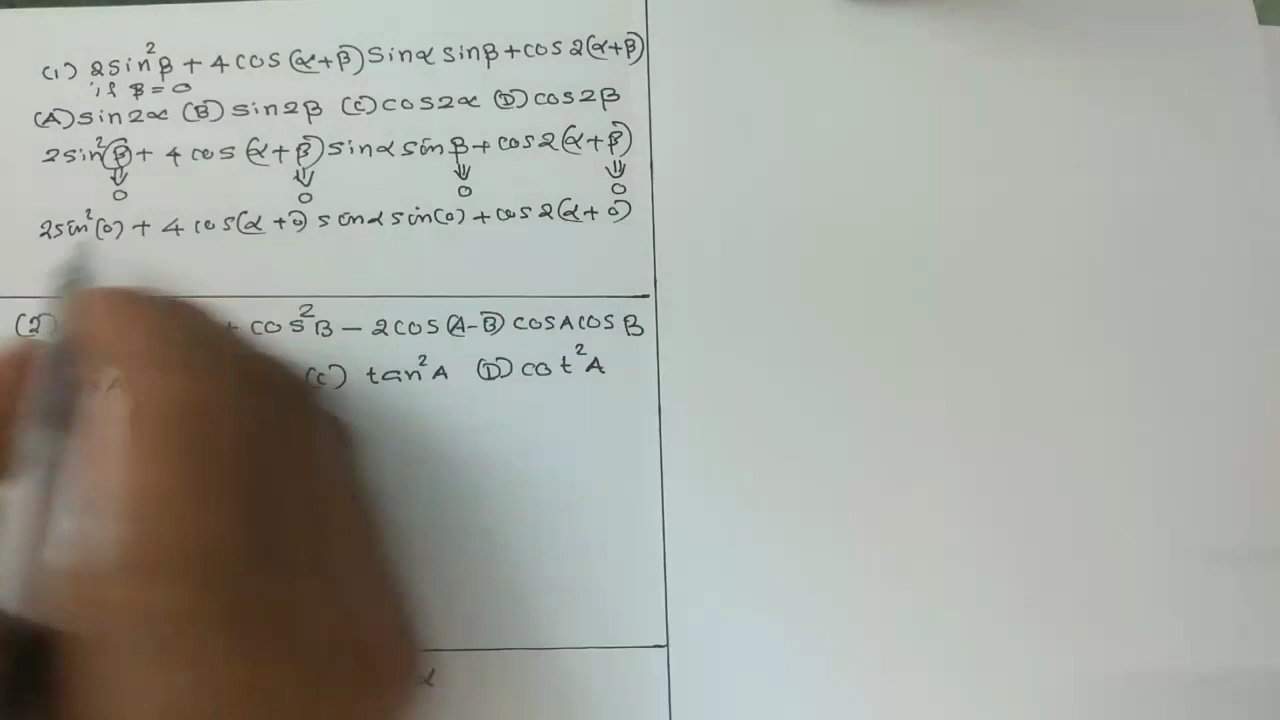 (1) 2sin²β + 4cos(α+β) sinα sinβ + cos2(α+β)
if β = 0
(A) sin2α (B) sin2β (C) cos2α (D) cos2β
2sin²(β) + 4cos(α+β) sinα sinβ + cos2(α+β)
⇓ ⇓ ⇓ ⇓
0 0 0 0
2sin²(0) + 4cos(α+0) sinα sin(0) + cos2(α+0)
(2) + cos²B − 2cos(A−B) cosA cosB
A (C) tan²A (D) cot²A